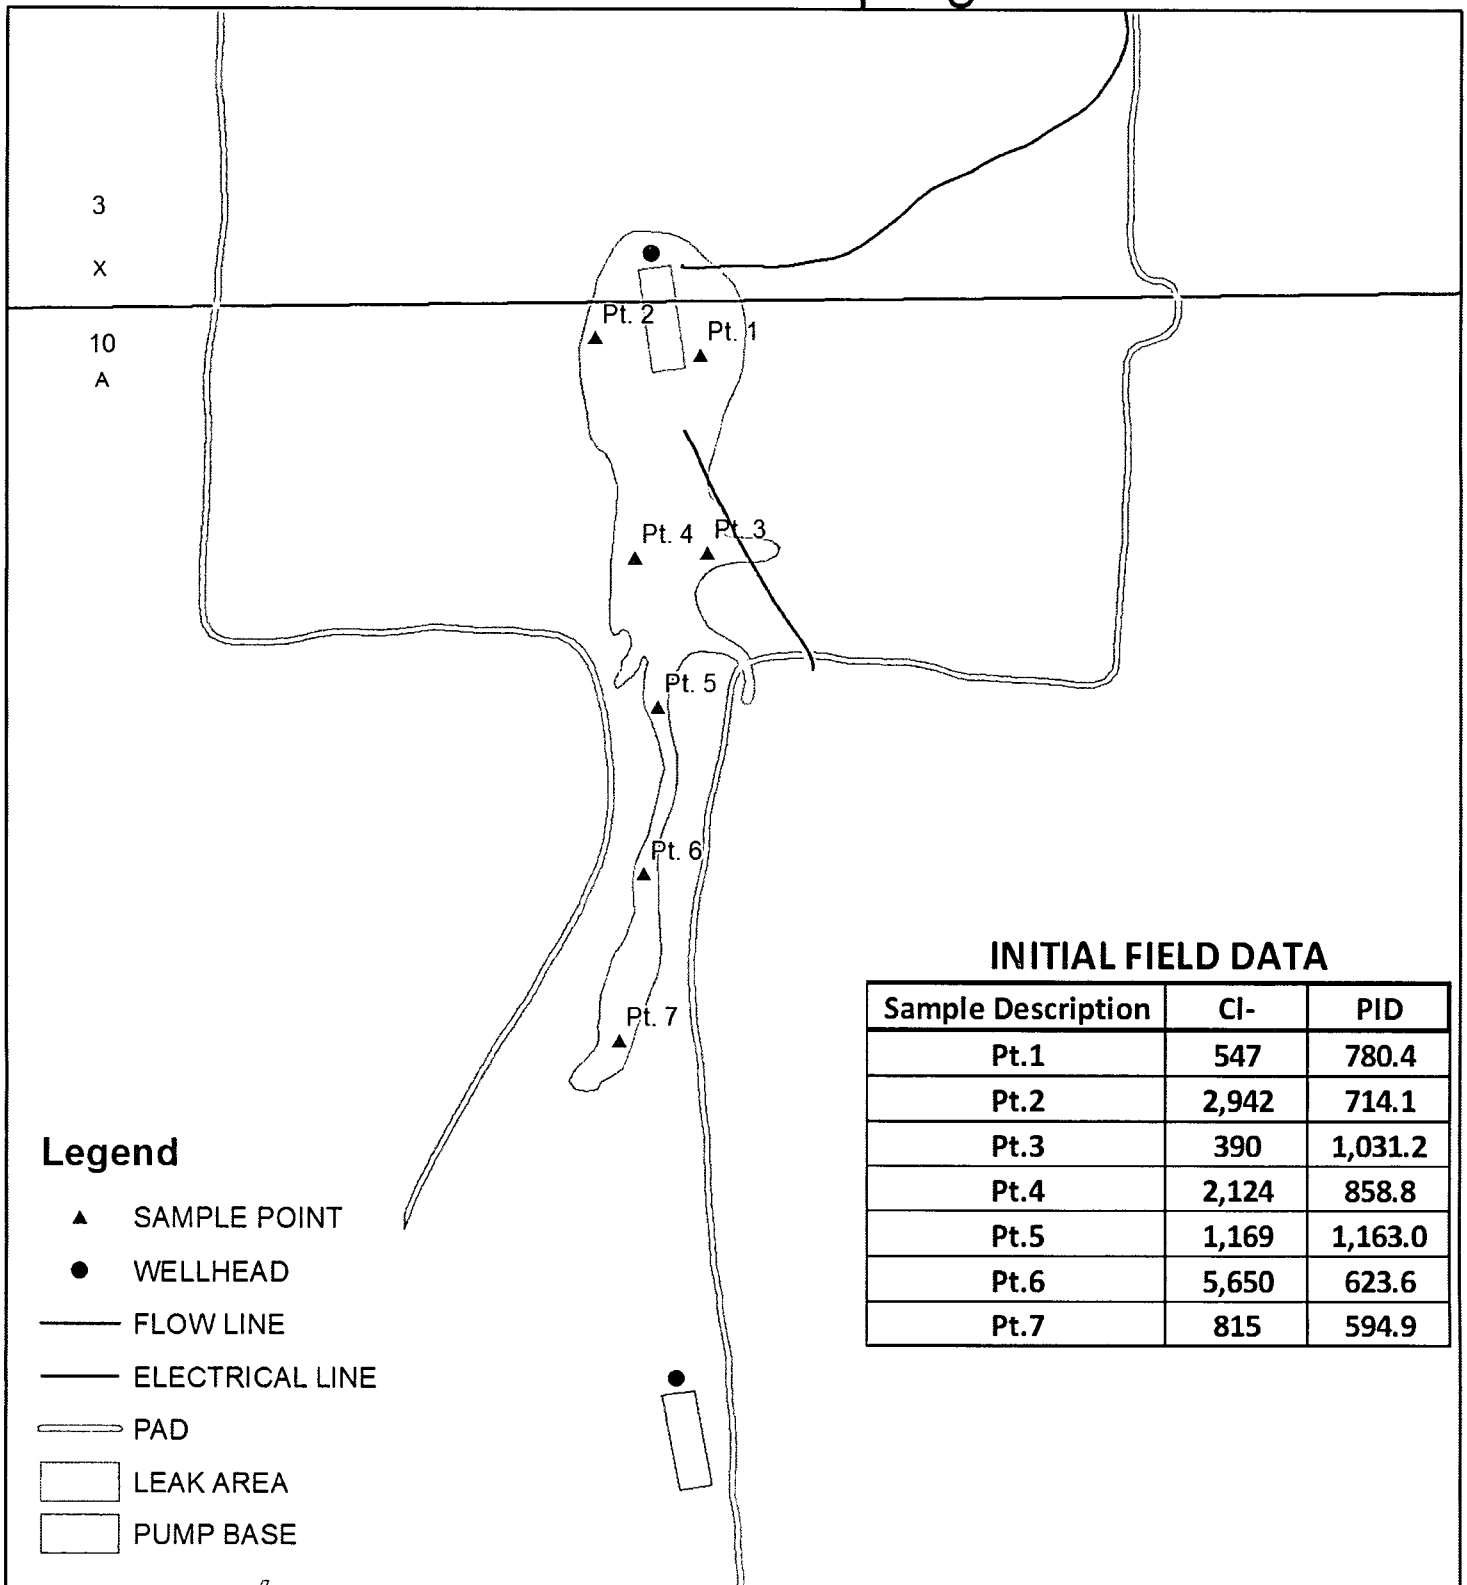 3
X
10
A
Pt. 2
Pt. 1
Pt. 4
Pt. 3
Pt. 5
Pt. 6
Pt. 7
INITIAL FIELD DATA
Sample Description Cl- PID
Pt.1 547 780.4
Pt.2 2,942 714.1
Pt.3 390 1,031.2
Pt.4 2,124 858.8
Pt.5 1,169 1,163.0
Pt.6 5,650 623.6
Pt.7 815 594.9
Legend
SAMPLE POINT
WELLHEAD
FLOW LINE
ELECTRICAL LINE
PAD
LEAK AREA
PUMP BASE